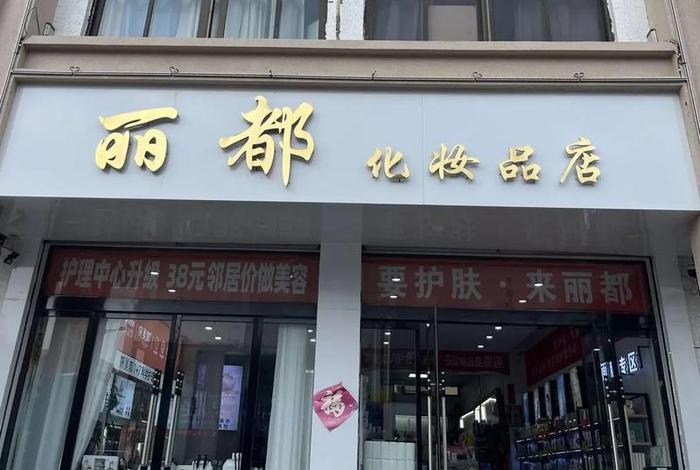 丽都 化妆品店
护理中心升级 38元邻居价做美容
要护肤·来丽都
福